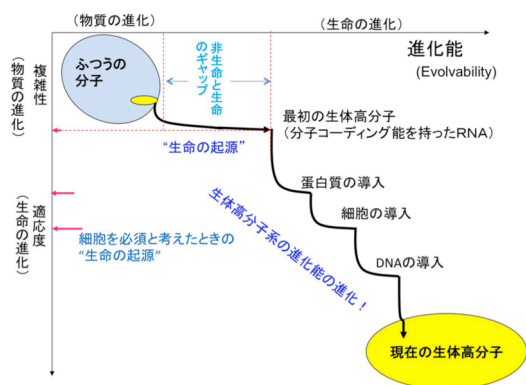 (物質の進化)
(生命の進化)
進化能
(Evolvability)
ふつうの
分子
非生命と生命
のギャップ
複雑性
(物質の進化)
最初の生体高分子
(分子コーディング能を持ったRNA)
“生命の起源”
蛋白質の導入
適応度
(生命の進化)
細胞の導入
細胞を必須と考えたときの
“生命の起源”
生体高分子系の進化能の進化！
DNAの導入
現在の生体高分子